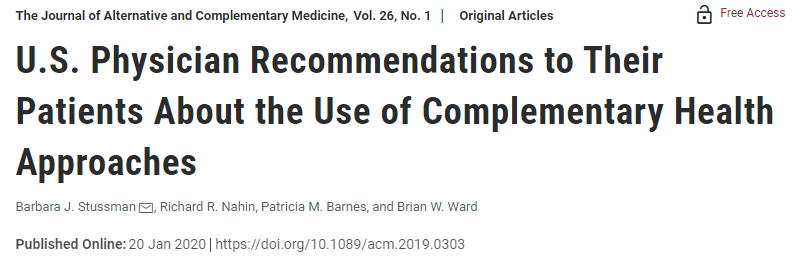 The Journal of Alternative and Complementary Medicine, Vol. 26, No. 1 | Original Articles Free Access
U.S. Physician Recommendations to Their
Patients About the Use of Complementary Health
Approaches
Barbara J. Stussman, Richard R. Nahin, Patricia M. Barnes, and Brian W. Ward
Published Online: 20 Jan 2020 | https://doi.org/10.1089/acm.2019.0303